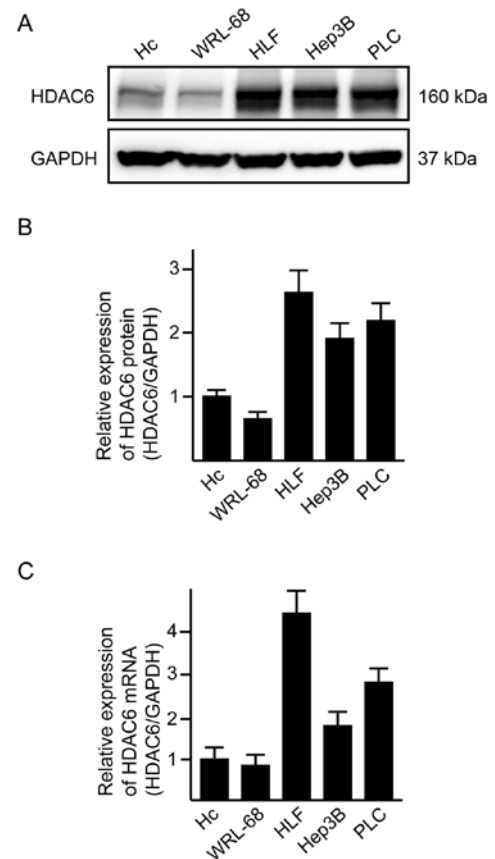 A
Hc WRL-68 HLF Hep3B PLC
HDAC6 160 kDa
GAPDH 37 kDa
B
Relative expression
of HDAC6 protein
(HDAC6/GAPDH)
3
2
1
Hc WRL-68 HLF Hep3B PLC
C
Relative expression
of HDAC6 mRNA
(HDAC6/GAPDH)
4
3
2
1
Hc WRL-68 HLF Hep3B PLC